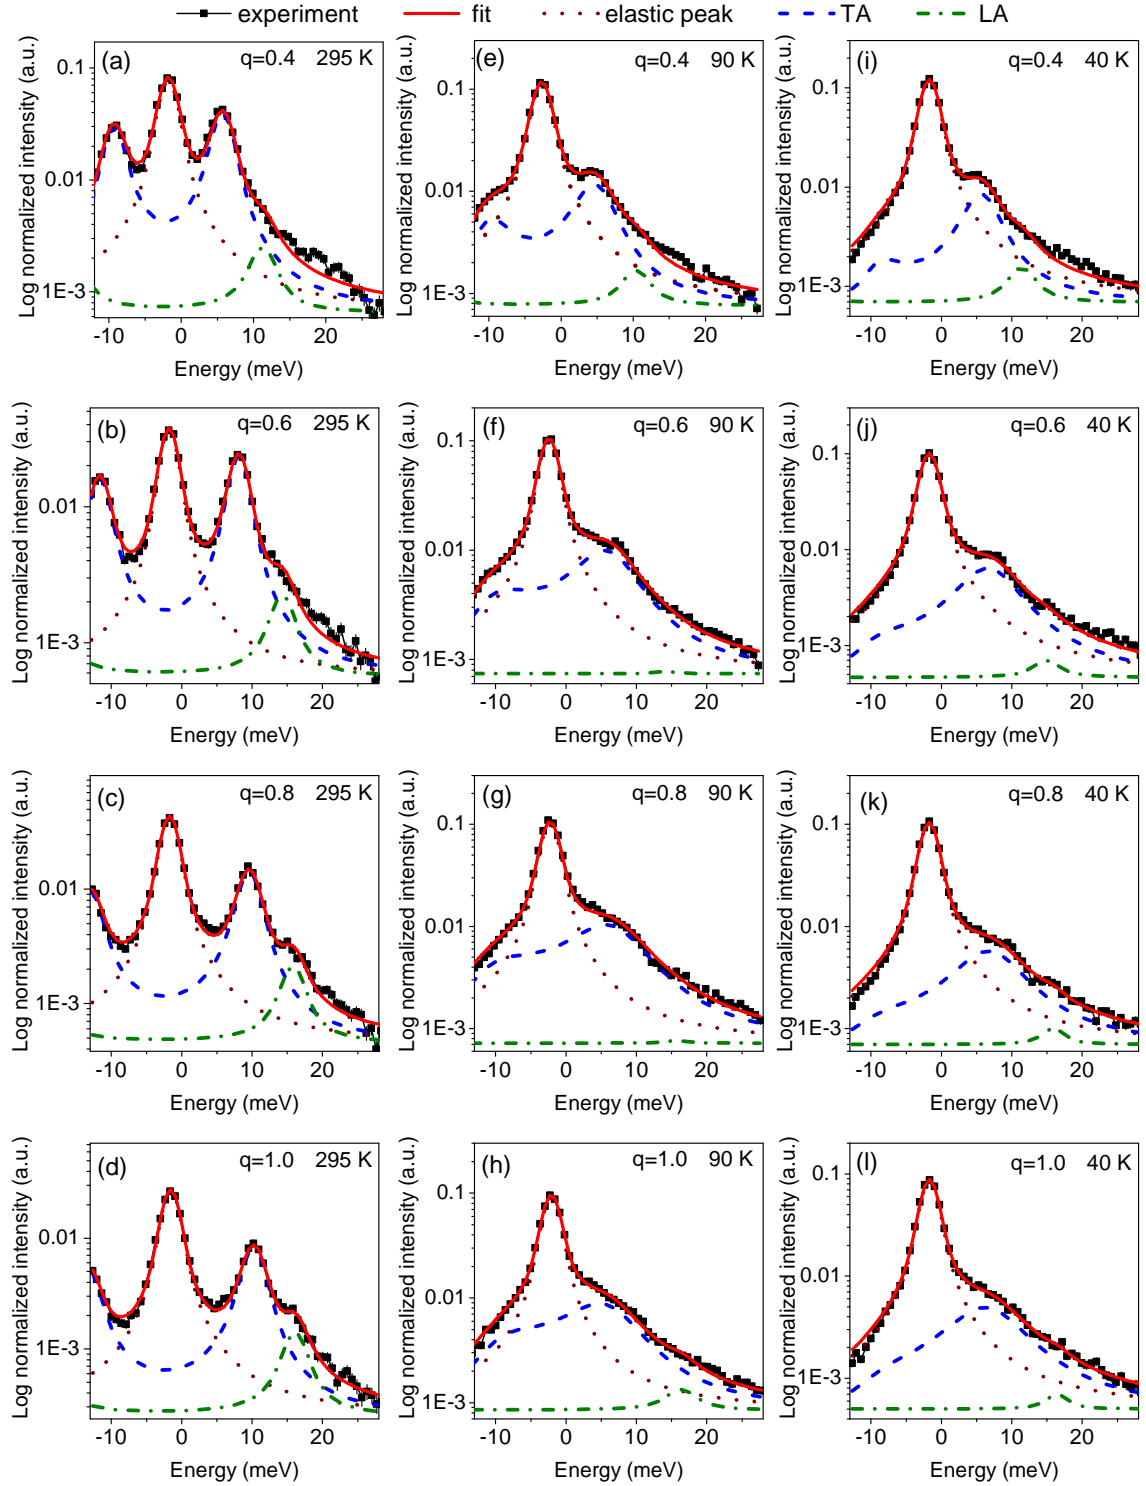 experiment fit elastic peak TA LA
(a) q=0.4 295 K
Log normalized intensity (a.u.)
0.1
0.01
1E-3
-10 0 10 20
Energy (meV)
(e) q=0.4 90 K
Log normalized intensity (a.u.)
0.1
0.01
1E-3
-10 0 10 20
Energy (meV)
(i) q=0.4 40 K
Log normalized intensity (a.u.)
0.1
0.01
1E-3
-10 0 10 20
Energy (meV)
(b) q=0.6 295 K
Log normalized intensity (a.u.)
0.01
1E-3
-10 0 10 20
Energy (meV)
(f) q=0.6 90 K
Log normalized intensity (a.u.)
0.1
0.01
1E-3
-10 0 10 20
Energy (meV)
(j) q=0.6 40 K
Log normalized intensity (a.u.)
0.1
0.01
1E-3
-10 0 10 20
Energy (meV)
(c) q=0.8 295 K
Log normalized intensity (a.u.)
0.01
1E-3
-10 0 10 20
Energy (meV)
(g) q=0.8 90 K
Log normalized intensity (a.u.)
0.1
0.01
1E-3
-10 0 10 20
Energy (meV)
(k) q=0.8 40 K
Log normalized intensity (a.u.)
0.1
0.01
1E-3
-10 0 10 20
Energy (meV)
(d) q=1.0 295 K
Log normalized intensity (a.u.)
0.01
1E-3
-10 0 10 20
Energy (meV)
(h) q=1.0 90 K
Log normalized intensity (a.u.)
0.1
0.01
1E-3
-10 0 10 20
Energy (meV)
(l) q=1.0 40 K
Log normalized intensity (a.u.)
0.1
0.01
1E-3
-10 0 10 20
Energy (meV)